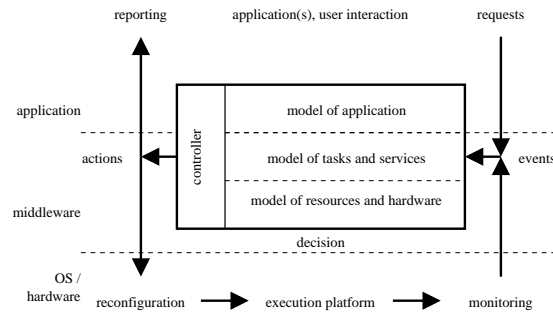 reporting
application(s), user interaction
requests
application
model of application
controller
actions
model of tasks and services
events
model of resources and hardware
middleware
decision
OS /
hardware
reconfiguration
execution platform
monitoring